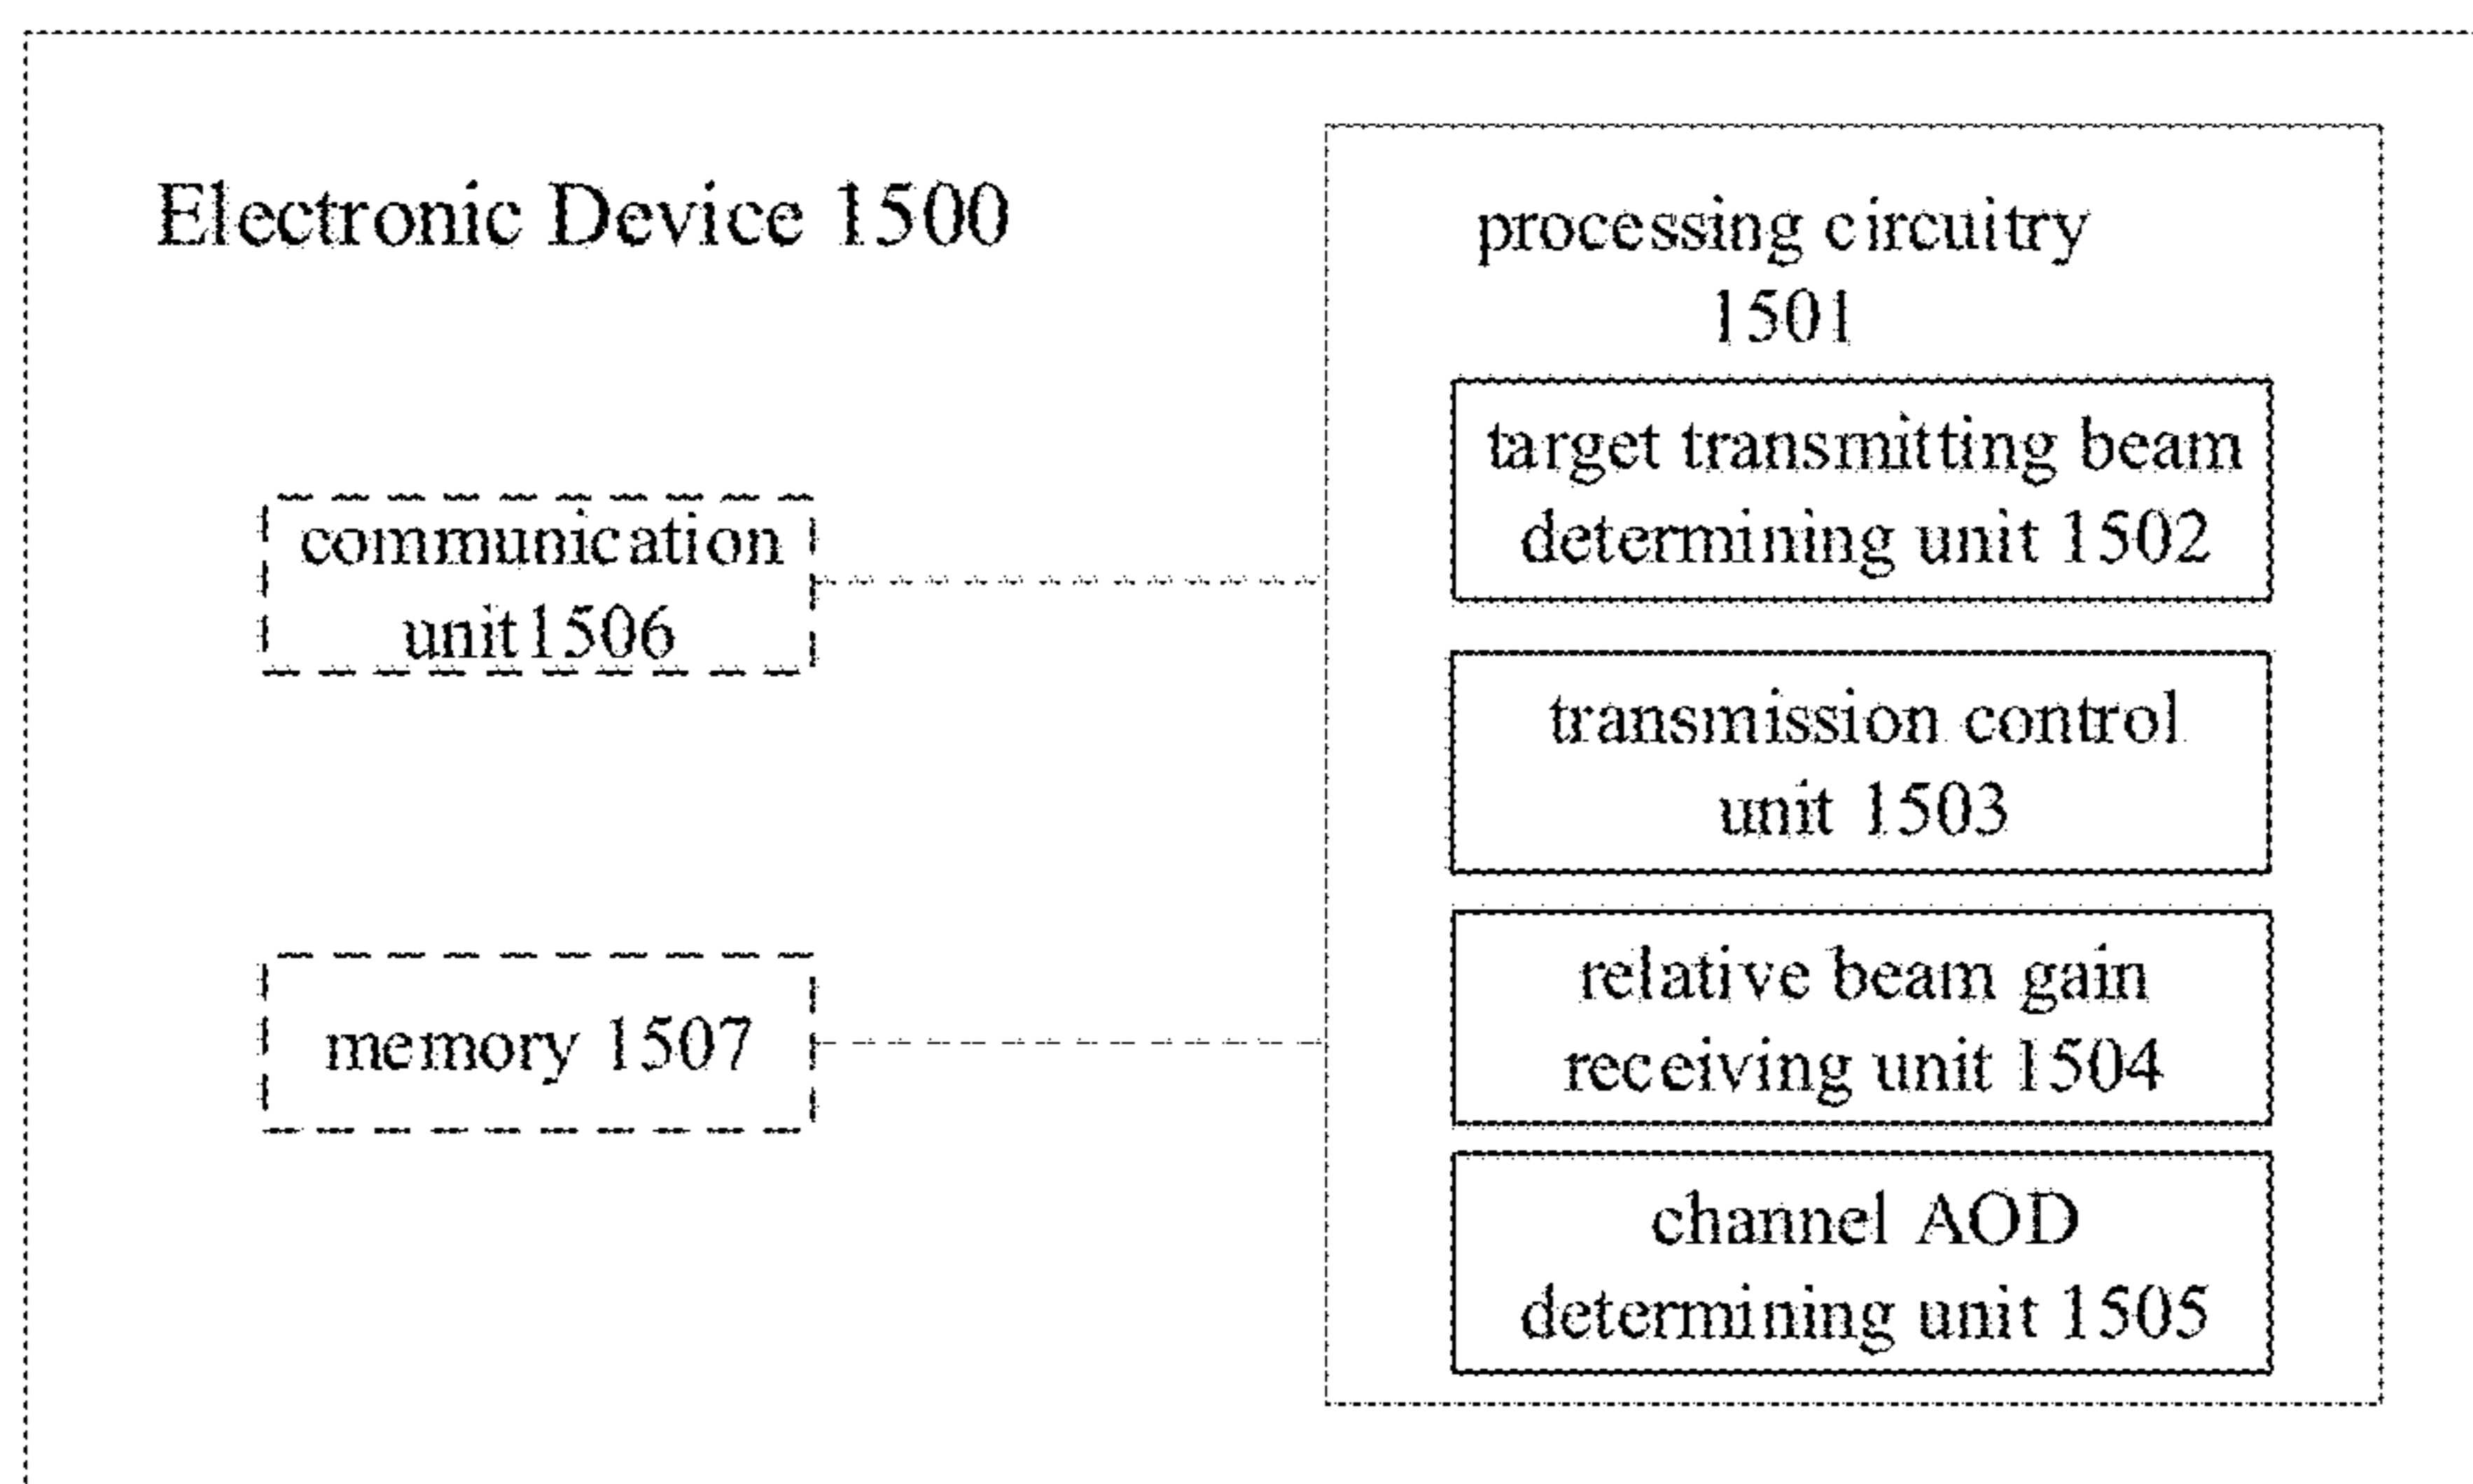 Electronic Device 1500
processing circuitry
1501
target transmitting beam
determining unit 1502
communication
unit1506
transmission control
unit 1503
relative beam gain
receiving unit 1504
memory 1507
channel AOD
determining unit 1505